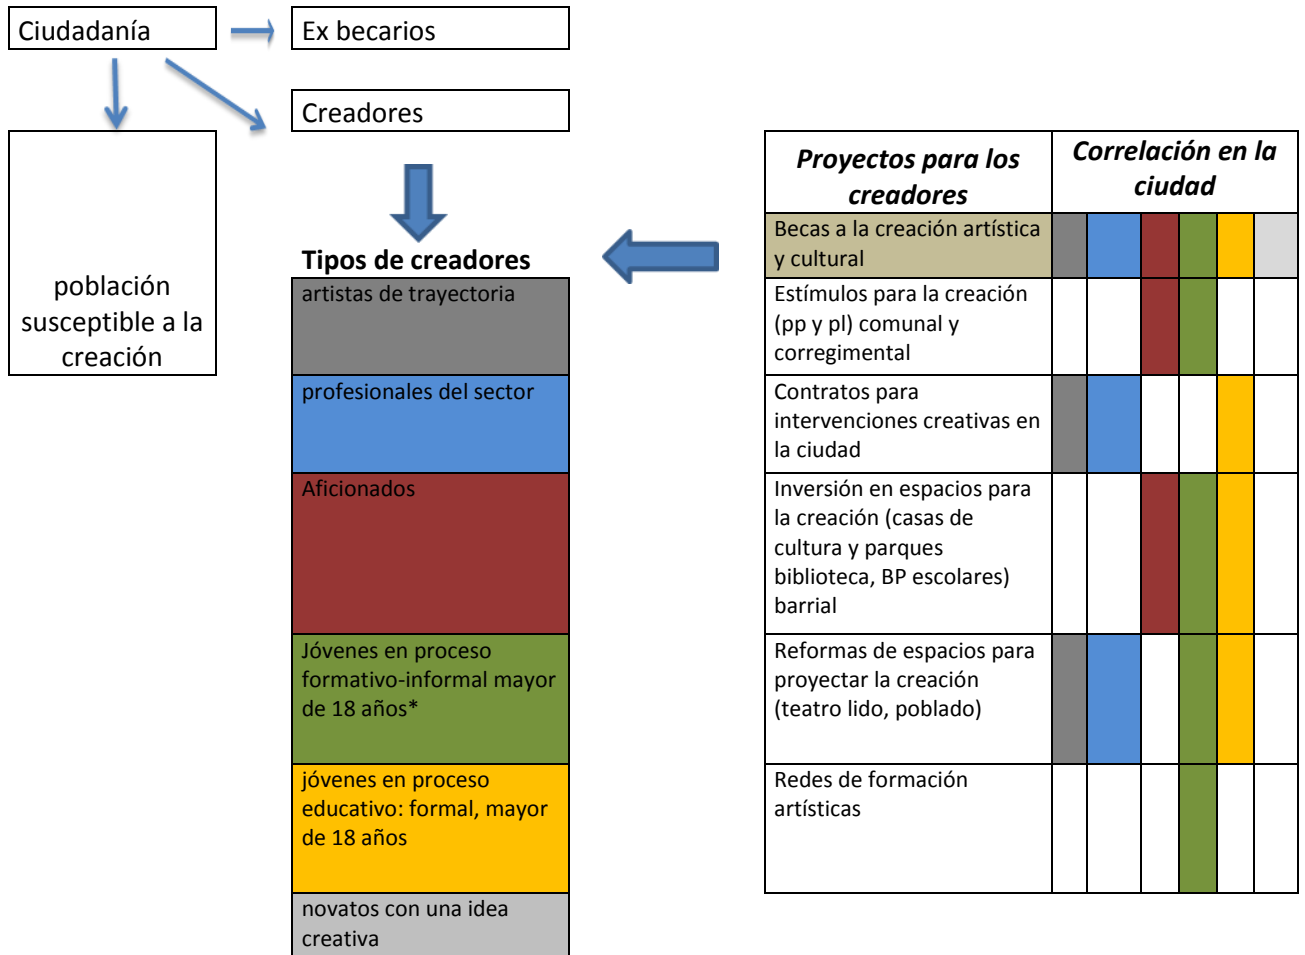 Ciudadanía
Ex becarios
Creadores
población
susceptible a la
creación
Tipos de creadores
artistas de trayectoria
profesionales del sector
Aficionados
Jóvenes en proceso
formativo-informal mayor
de 18 años*
jóvenes en proceso
educativo: formal, mayor
de 18 años
novatos con una idea
creativa
Proyectos para los
creadores
Correlación en la
ciudad
Becas a la creación artística
y cultural
Estímulos para la creación
(pp y pl) comunal y
corregimental
Contratos para
intervenciones creativas en
la ciudad
Inversión en espacios para
la creación (casas de
cultura y parques
biblioteca, BP escolares)
barrial
Reformas de espacios para
proyectar la creación
(teatro lido, poblado)
Redes de formación
artísticas